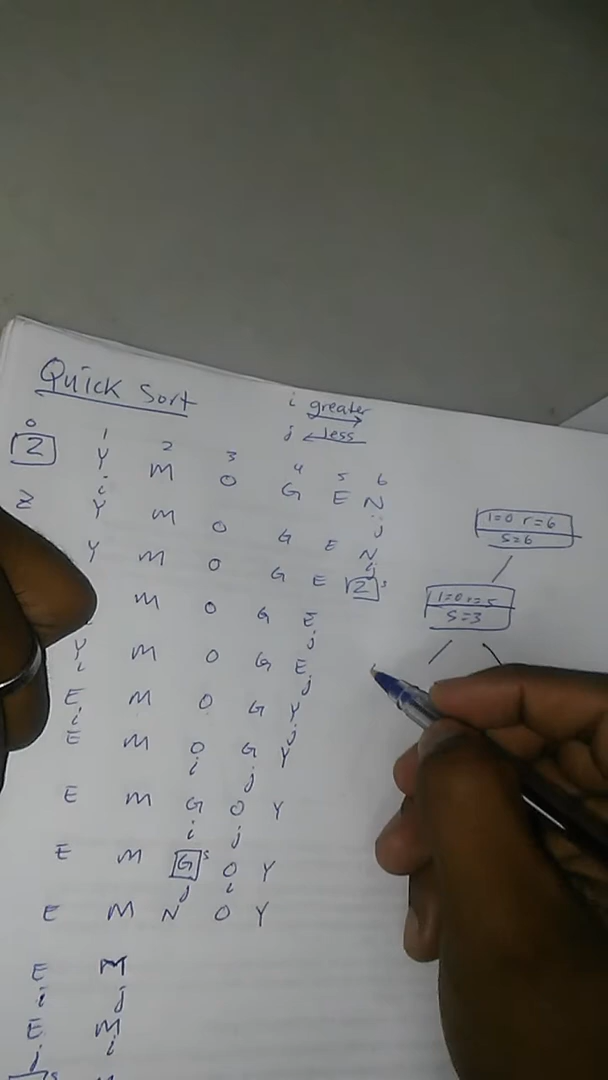 Quick Sort
i greater
j less
0 1 2 3 4 5 6
Z Y M O G E N
i j
Z Y M O G E N
j
Y M O G E Z s
M O G E
j
Y M O G E
i j
E M O G Y
i j
E M O G Y
i j
E M G O Y
i j
E M G s O Y
j i
E M N O Y
E M
i j
E M
j i
s
l=0 r=6
s=6
l=0 r=5
s=3